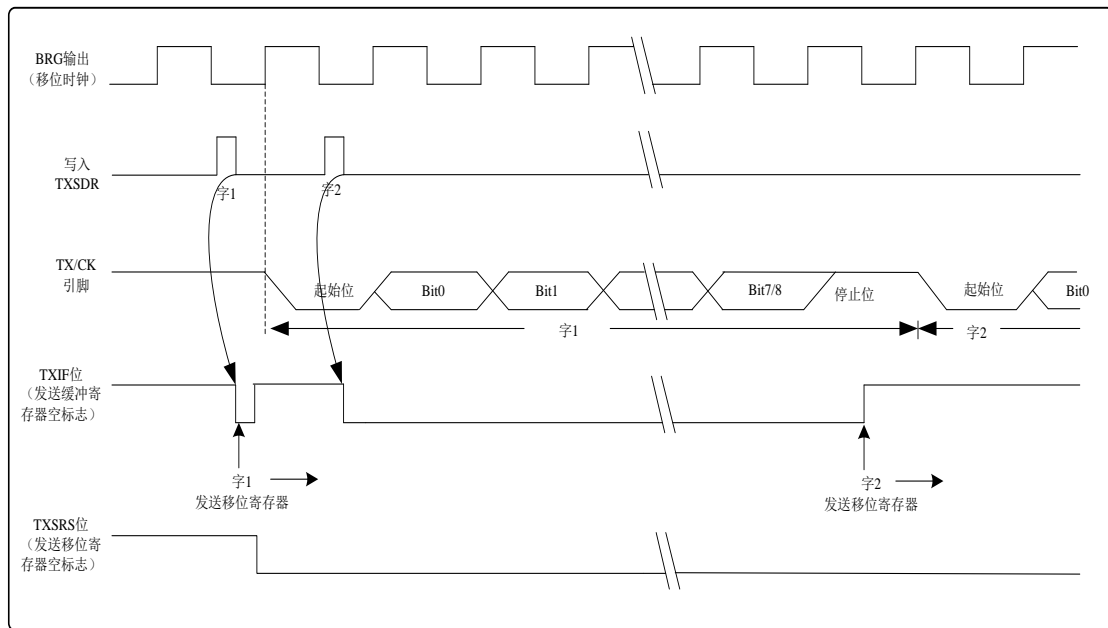 BRG输出
（移位时钟）
写入
TXSDR
字1
字2
TX/CK
引脚
起始位
Bit0
Bit1
Bit7/8
停止位
起始位
Bit0
字1
字2
TXIF位
（发送缓冲寄
存器空标志）
字1
发送移位寄存器
字2
发送移位寄存器
TXSRS位
（发送移位寄
存器空标志）